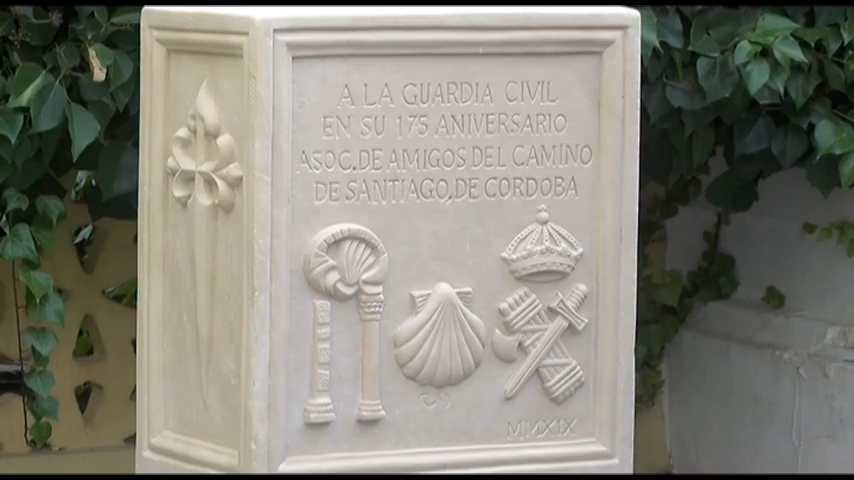 A LA GUARDIA CIVIL
EN SU 175 ANIVERSARIO
ASOC. DE AMIGOS DEL CAMINO
DE SANTIAGO, DE CORDOBA
MMXIX